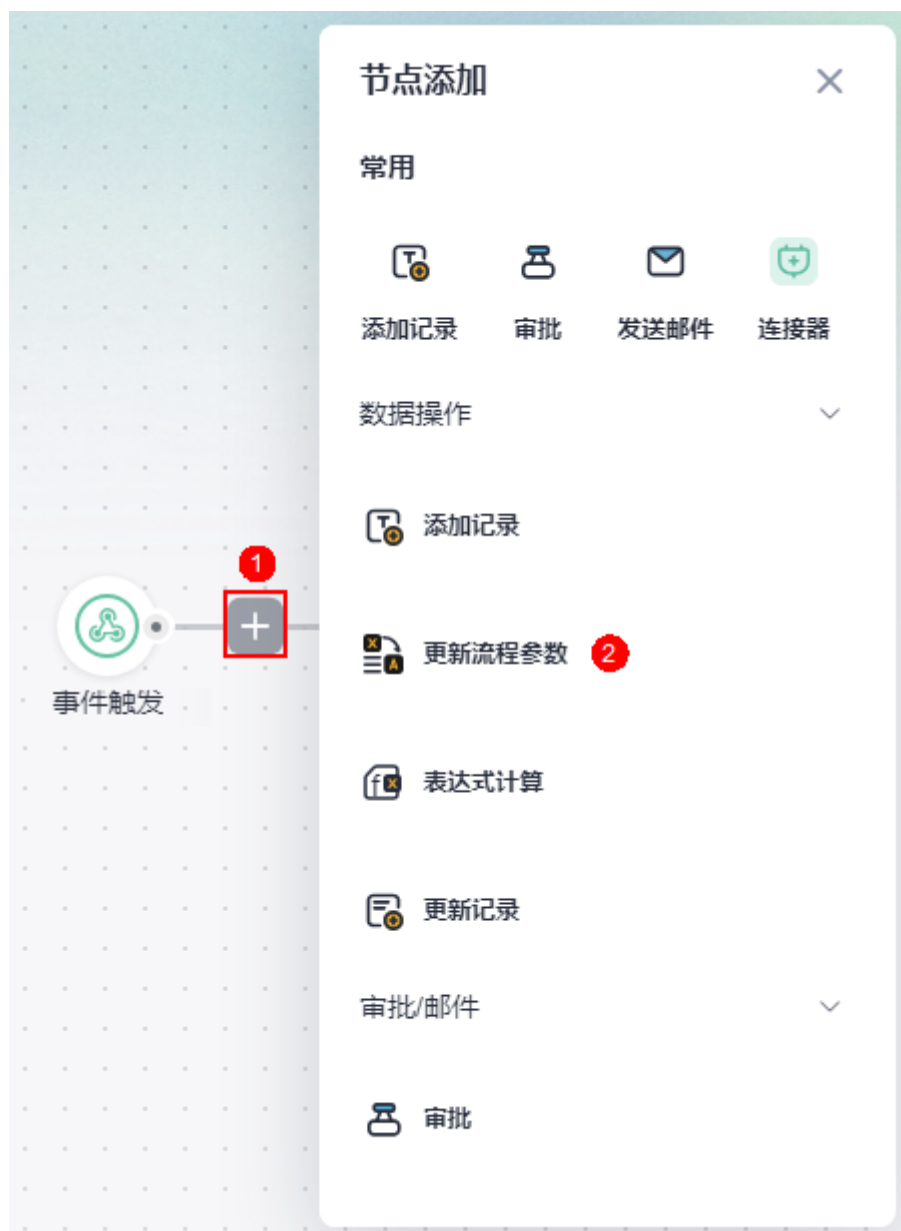 节点添加
常用
添加记录 审批 发送邮件 连接器
数据操作
添加记录
1
更新流程参数 2
事件触发
表达式计算
更新记录
审批/邮件
审批